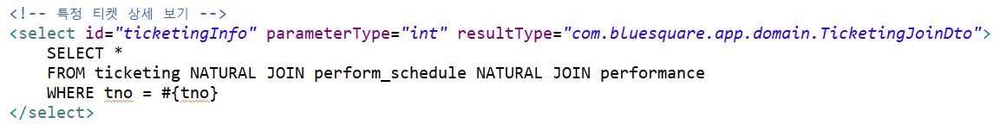 <!-- 특정 티켓 상세 보기 -->
<select id="ticketingInfo" parameterType="int" resultType="com.bluesquare.app.domain.TicketingJoinDto">
    SELECT *
    FROM ticketing NATURAL JOIN perform_schedule NATURAL JOIN performance
    WHERE tno = #{tno}
</select>